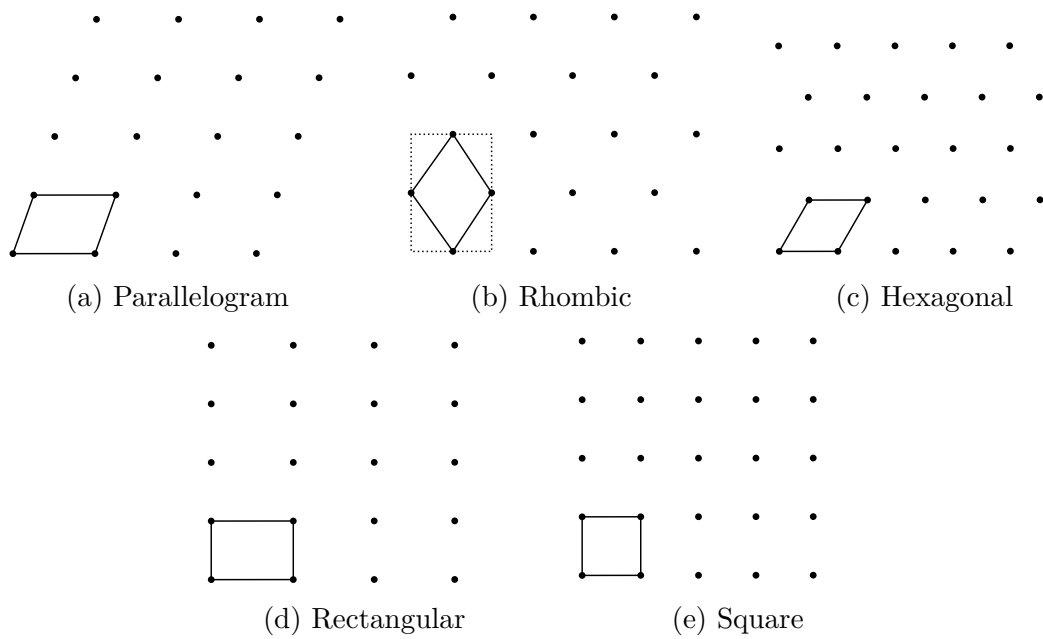 (a) Parallelogram
(b) Rhombic
(c) Hexagonal
(d) Rectangular
(e) Square